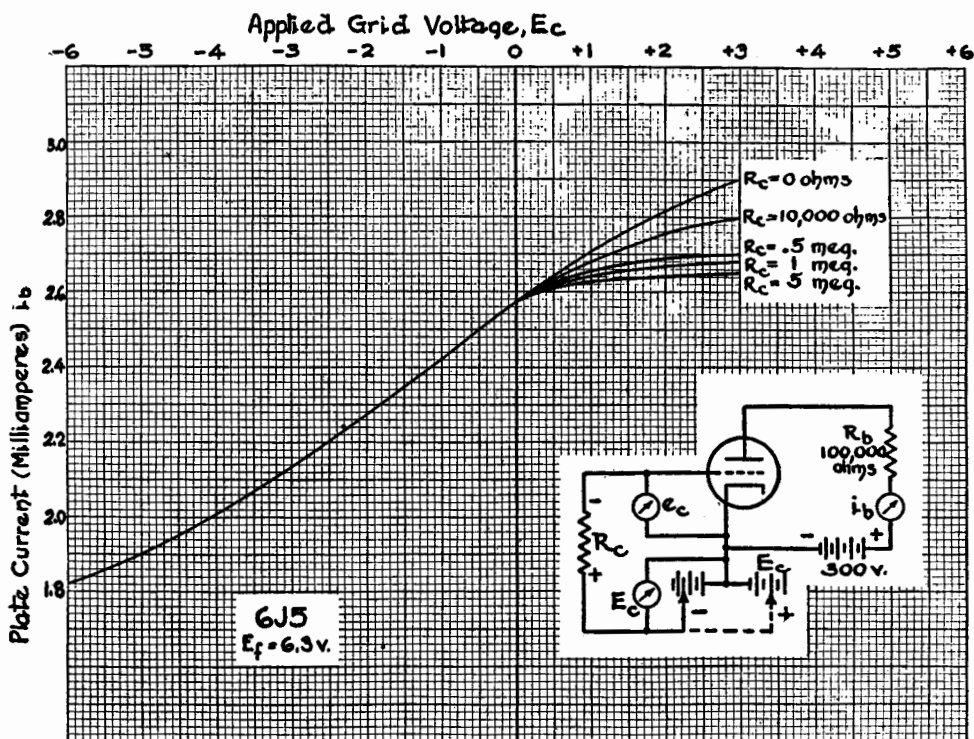 Applied Grid Voltage, Ec
-6 -5 -4 -3 -2 -1 0 +1 +2 +3 +4 +5 +6
Plate Current (Milliamperes) ib
3.0
2.8
2.6
2.4
2.2
2.0
1.8
Rc = 0 ohms
Rc = 10,000 ohms
Rc = .5 meg.
Rc = 1 meg.
Rc = 5 meg.
Rb
100,000
ohms
- ec
ib
Rc
- +
+
Ec
300 v.
Ec
- +
6J5
Ef = 6.3 v.